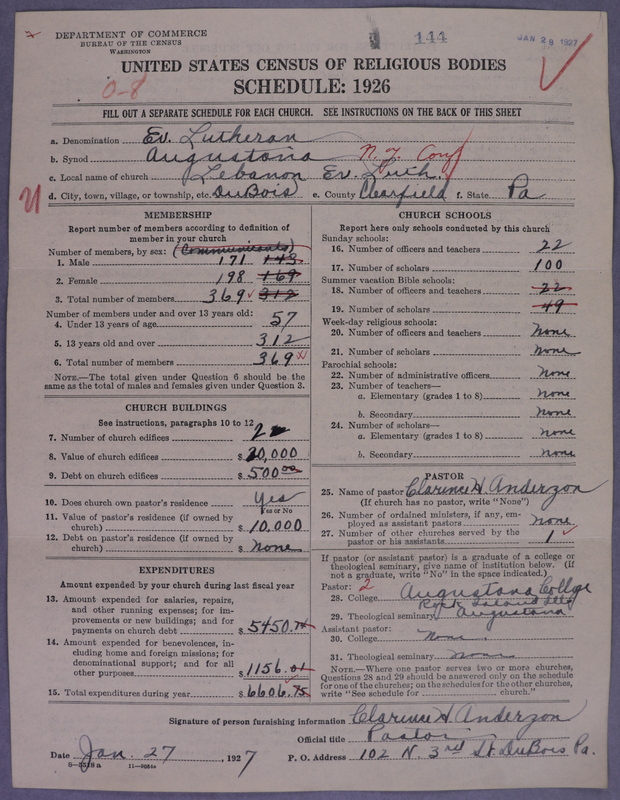 DEPARTMENT OF COMMERCE
BUREAU OF THE CENSUS
WASHINGTON
144
JAN 29 1927
UNITED STATES CENSUS OF RELIGIOUS BODIES
SCHEDULE: 1926
0-8
FILL OUT A SEPARATE SCHEDULE FOR EACH CHURCH. SEE INSTRUCTIONS ON THE BACK OF THIS SHEET
a. Denomination Ev. Lutheran
b. Synod Augustana N.Y. Conf
c. Local name of church Lebanon Ev. Luth.
d. City, town, village, or township, etc. DuBois e. County Clearfield f. State Pa
MEMBERSHIP
Report number of members according to definition of
member in your church
Number of members, by sex: (Communicants)
1. Male 171 143
2. Female 198 169
3. Total number of members. 369 312
Number of members under and over 13 years old:
4. Under 13 years of age 57
5. 13 years old and over 312
6. Total number of members 369
NOTE.—The total given under Question 6 should be the
same as the total of males and females given under Question 3.
CHURCH BUILDINGS
See instructions, paragraphs 10 to 12
7. Number of church edifices 2
8. Value of church edifices $ 20,000
9. Debt on church edifices $ 500 00
10. Does church own pastor's residence Yes
Yes or No
11. Value of pastor's residence (if owned by
church) $ 10,000
12. Debt on pastor's residence (if owned by
church) $ None
EXPENDITURES
Amount expended by your church during last fiscal year
13. Amount expended for salaries, repairs,
and other running expenses; for im-
provements or new buildings; and for
payments on church debt $ 5450.74
14. Amount expended for benevolences, in-
cluding home and foreign missions; for
denominational support; and for all
other purposes $ 1156.01
15. Total expenditures during year $ 6606.75
CHURCH SCHOOLS
Report here only schools conducted by this church
Sunday schools:
16. Number of officers and teachers 22
17. Number of scholars 100
Summer vacation Bible schools:
18. Number of officers and teachers 22
19. Number of scholars 49
Week-day religious schools:
20. Number of officers and teachers None
21. Number of scholars None
Parochial schools:
22. Number of administrative officers None
23. Number of teachers—
a. Elementary (grades 1 to 8) None
b. Secondary None
24. Number of scholars—
a. Elementary (grades 1 to 8) None
b. Secondary None
PASTOR
25. Name of pastor Clarence H. Anderzon
(If church has no pastor, write "None")
26. Number of ordained ministers, if any, em-
ployed as assistant pastors None
27. Number of other churches served by the
pastor or his assistants 1
If pastor (or assistant pastor) is a graduate of a college or
theological seminary, give name of institution below. (If
not a graduate, write "No" in the space indicated.)
Pastor: 2
28. College Augustana College
Rock Island Ills
29. Theological seminary Augustana
Assistant pastor:
30. College None
31. Theological seminary None
NOTE.—Where one pastor serves two or more churches,
Questions 28 and 29 should be answered only on the schedule
for one of the churches; on the schedules for the other churches,
write "See schedule for church."
Signature of person furnishing information Clarence H. Anderzon
Official title Pastor
Date Jan. 27, 1927 P. O. Address 102 N. 3rd St. DuBois Pa.
8-5518a